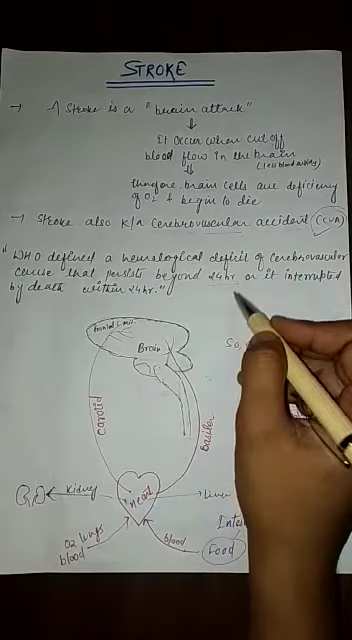 STROKE
→ A Stroke is a "brain attack"
It occur when cut off
blood flow in the brain
(less blood supply)
therefore, brain cells are deficiency
of O2 & begin to die
→ Stroke also k/a Cerebrovascular accident (CVA)
"WHO defined a neurological deficit of Cerebrovascular
cause that persists beyond 24hr or it interrupted
by death within 24hr."
Brain
Carotid
Basilar
Kidney
Heart
O2 lungs
blood
blood
Food